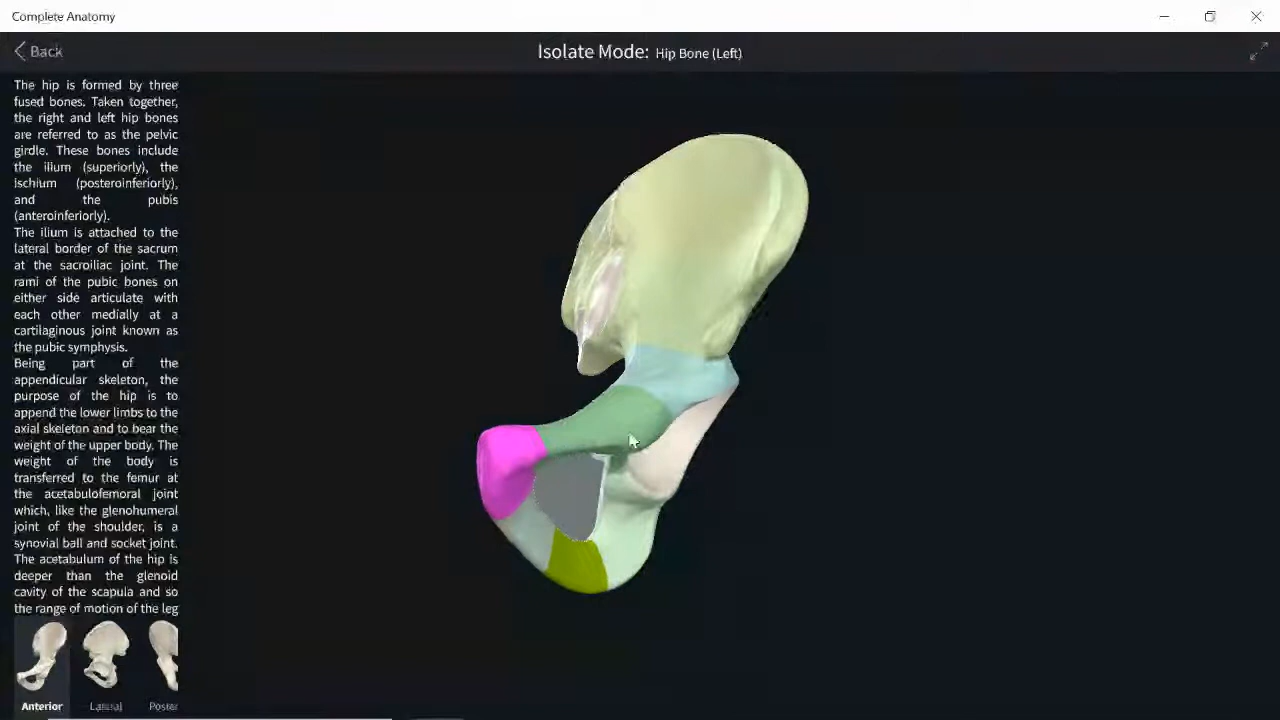 Complete Anatomy
Back
Isolate Mode: Hip Bone (Left)
The hip is formed by three
fused bones. Taken together,
the right and left hip bones
are referred to as the pelvic
girdle. These bones include
the ilium (superiorly), the
ischium (posteroinferiorly),
and the pubis
(anteroinferiorly).
The ilium is attached to the
lateral border of the sacrum
at the sacroiliac joint. The
rami of the pubic bones on
either side articulate with
each other medially at a
cartilaginous joint known as
the pubic symphysis.
Being part of the
appendicular skeleton, the
purpose of the hip is to
append the lower limbs to the
axial skeleton and to bear the
weight of the upper body. The
weight of the body is
transferred to the femur at
the acetabulofemoral joint
which, like the glenohumeral
joint of the shoulder, is a
synovial ball and socket joint.
The acetabulum of the hip is
deeper than the glenoid
cavity of the scapula and so
the range of motion of the leg
Anterior Lateral Poster